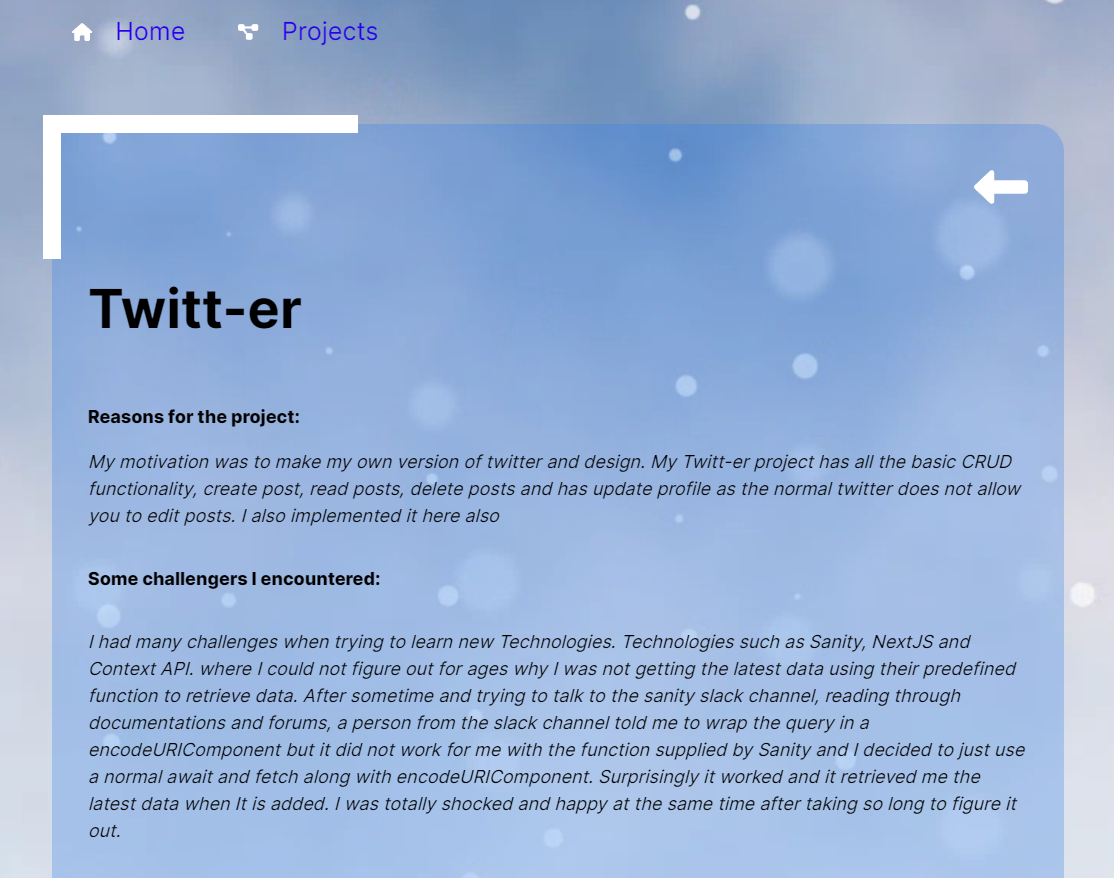 Home Projects
Twitt-er
Reasons for the project:
My motivation was to make my own version of twitter and design. My Twitt-er project has all the basic CRUD
functionality, create post, read posts, delete posts and has update profile as the normal twitter does not allow
you to edit posts. I also implemented it here also
Some challengers I encountered:
I had many challenges when trying to learn new Technologies. Technologies such as Sanity, NextJS and
Context API. where I could not figure out for ages why I was not getting the latest data using their predefined
function to retrieve data. After sometime and trying to talk to the sanity slack channel, reading through
documentations and forums, a person from the slack channel told me to wrap the query in a
encodeURIComponent but it did not work for me with the function supplied by Sanity and I decided to just use
a normal await and fetch along with encodeURIComponent. Surprisingly it worked and it retrieved me the
latest data when It is added. I was totally shocked and happy at the same time after taking so long to figure it
out.